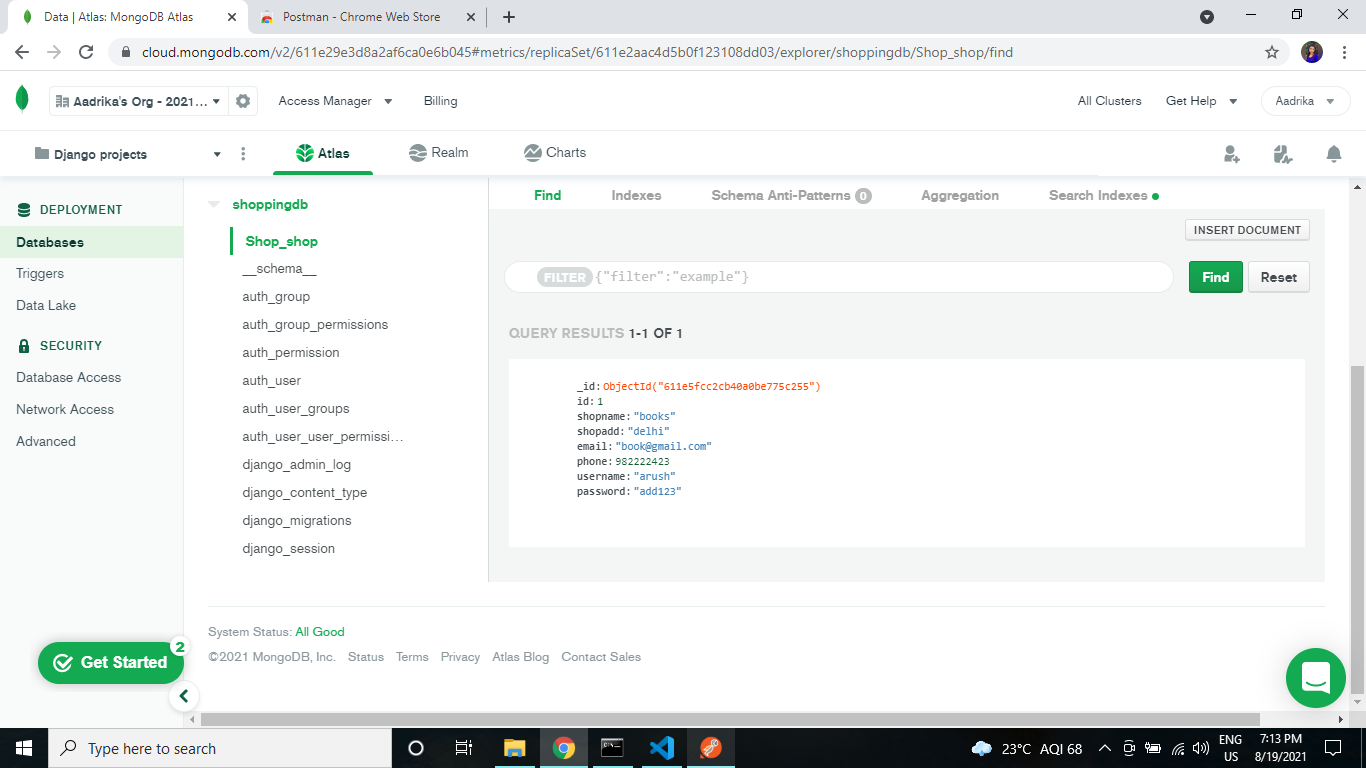 Data | Atlas: MongoDB Atlas
Postman - Chrome Web Store
cloud.mongodb.com/v2/611e29e3d8a2af6ca0e6b045#metrics/replicaSet/611e2aac4d5b0f123108dd03/explorer/shoppingdb/Shop_shop/find
Aadrika's Org - 2021...
Access Manager
Billing
All Clusters
Get Help
Aadrika
Django projects
Atlas
Realm
Charts
DEPLOYMENT
Databases
Triggers
Data Lake
SECURITY
Database Access
Network Access
Advanced
shoppingdb
Shop_shop
__schema__
auth_group
auth_group_permissions
auth_permission
auth_user
auth_user_groups
auth_user_user_permissi...
django_admin_log
django_content_type
django_migrations
django_session
Find
Indexes
Schema Anti-Patterns 0
Aggregation
Search Indexes
INSERT DOCUMENT
FILTER {"filter":"example"}
Find
Reset
QUERY RESULTS 1-1 OF 1
_id: ObjectId("611e5fcc2cb40a0be775c255")
id: 1
shopname: "books"
shopadd: "delhi"
email: "book@gmail.com"
phone: 982222423
username: "arush"
password: "add123"
System Status: All Good
©2021 MongoDB, Inc. Status Terms Privacy Atlas Blog Contact Sales
Get Started
2
Type here to search
23°C AQI 68
ENG
US
7:13 PM
8/19/2021